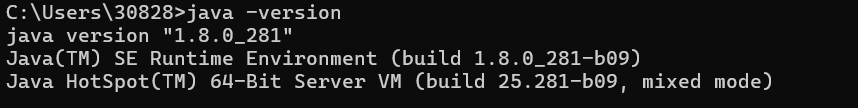 C:\Users\30828>java -version
java version "1.8.0_281"
Java(TM) SE Runtime Environment (build 1.8.0_281-b09)
Java HotSpot(TM) 64-Bit Server VM (build 25.281-b09, mixed mode)